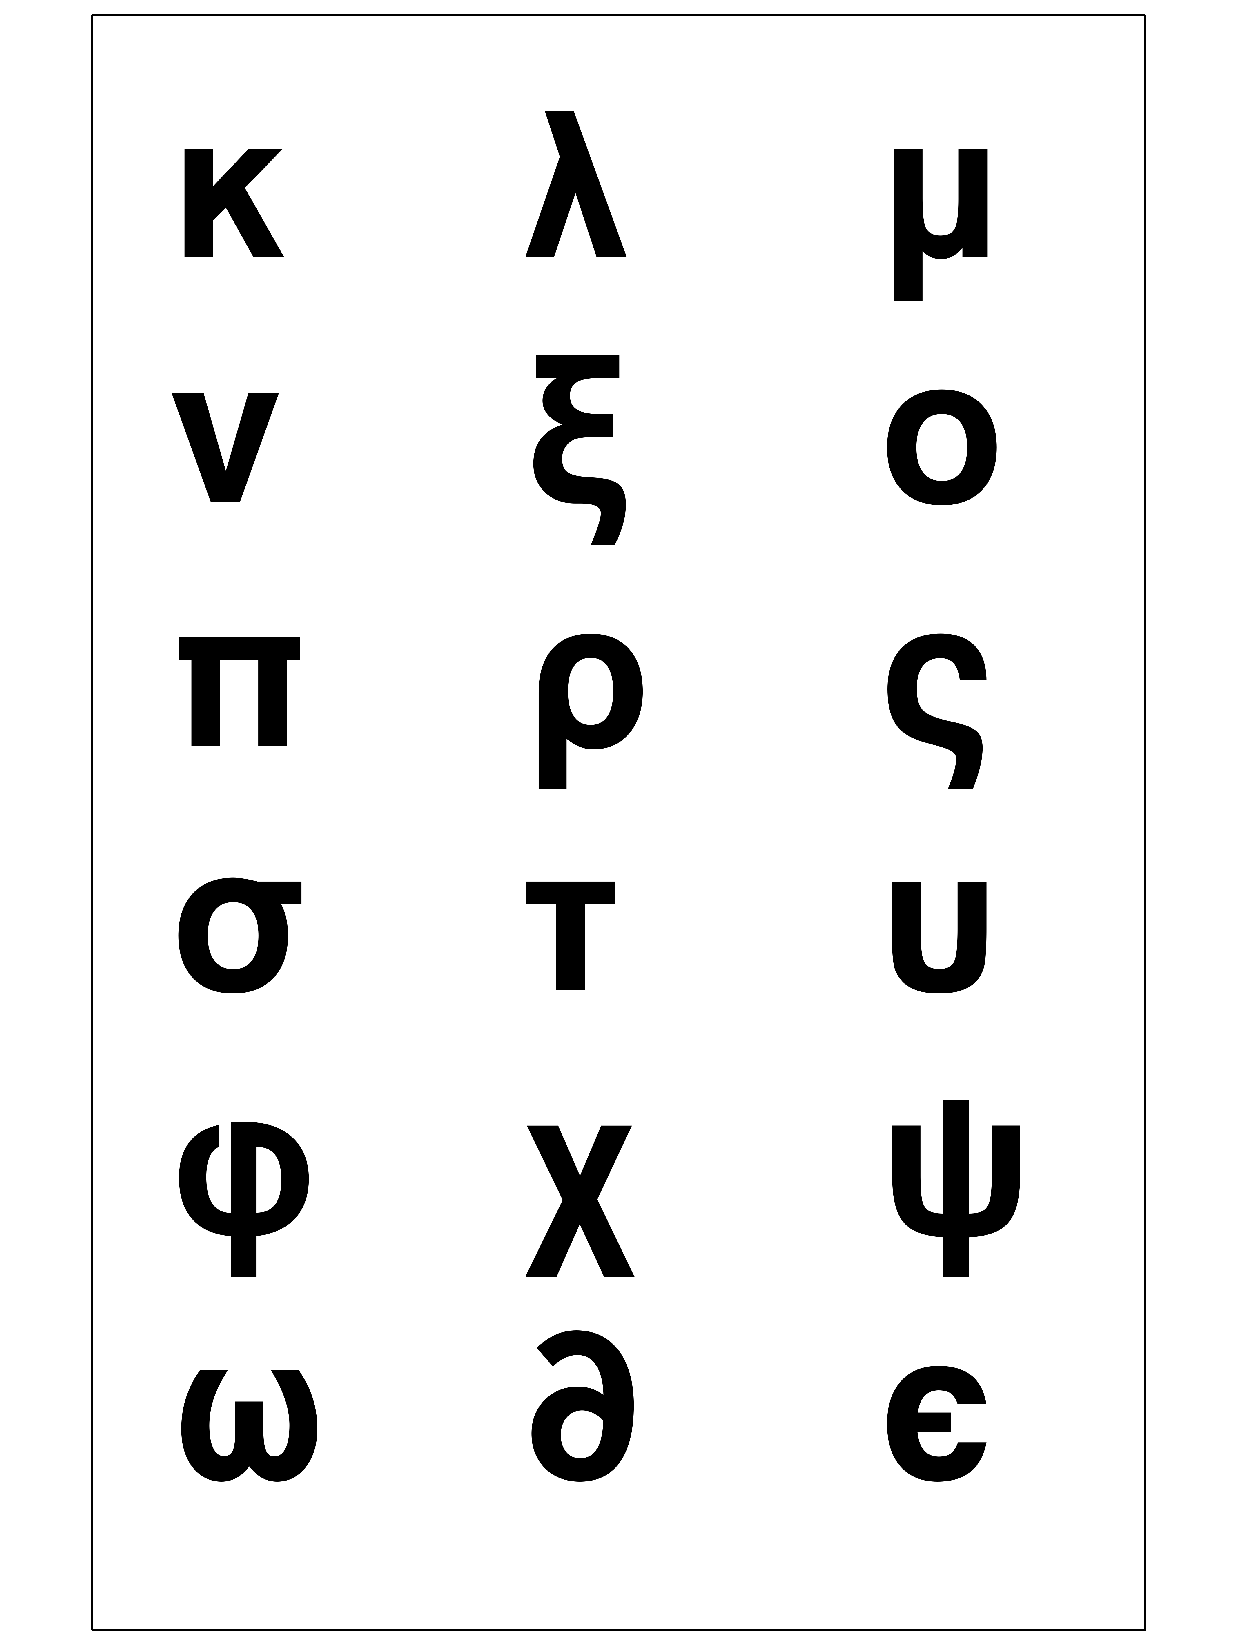 κ λ μ
ν ξ ο
π ρ ς
σ τ υ
φ χ ψ
ω ∂ ϵ